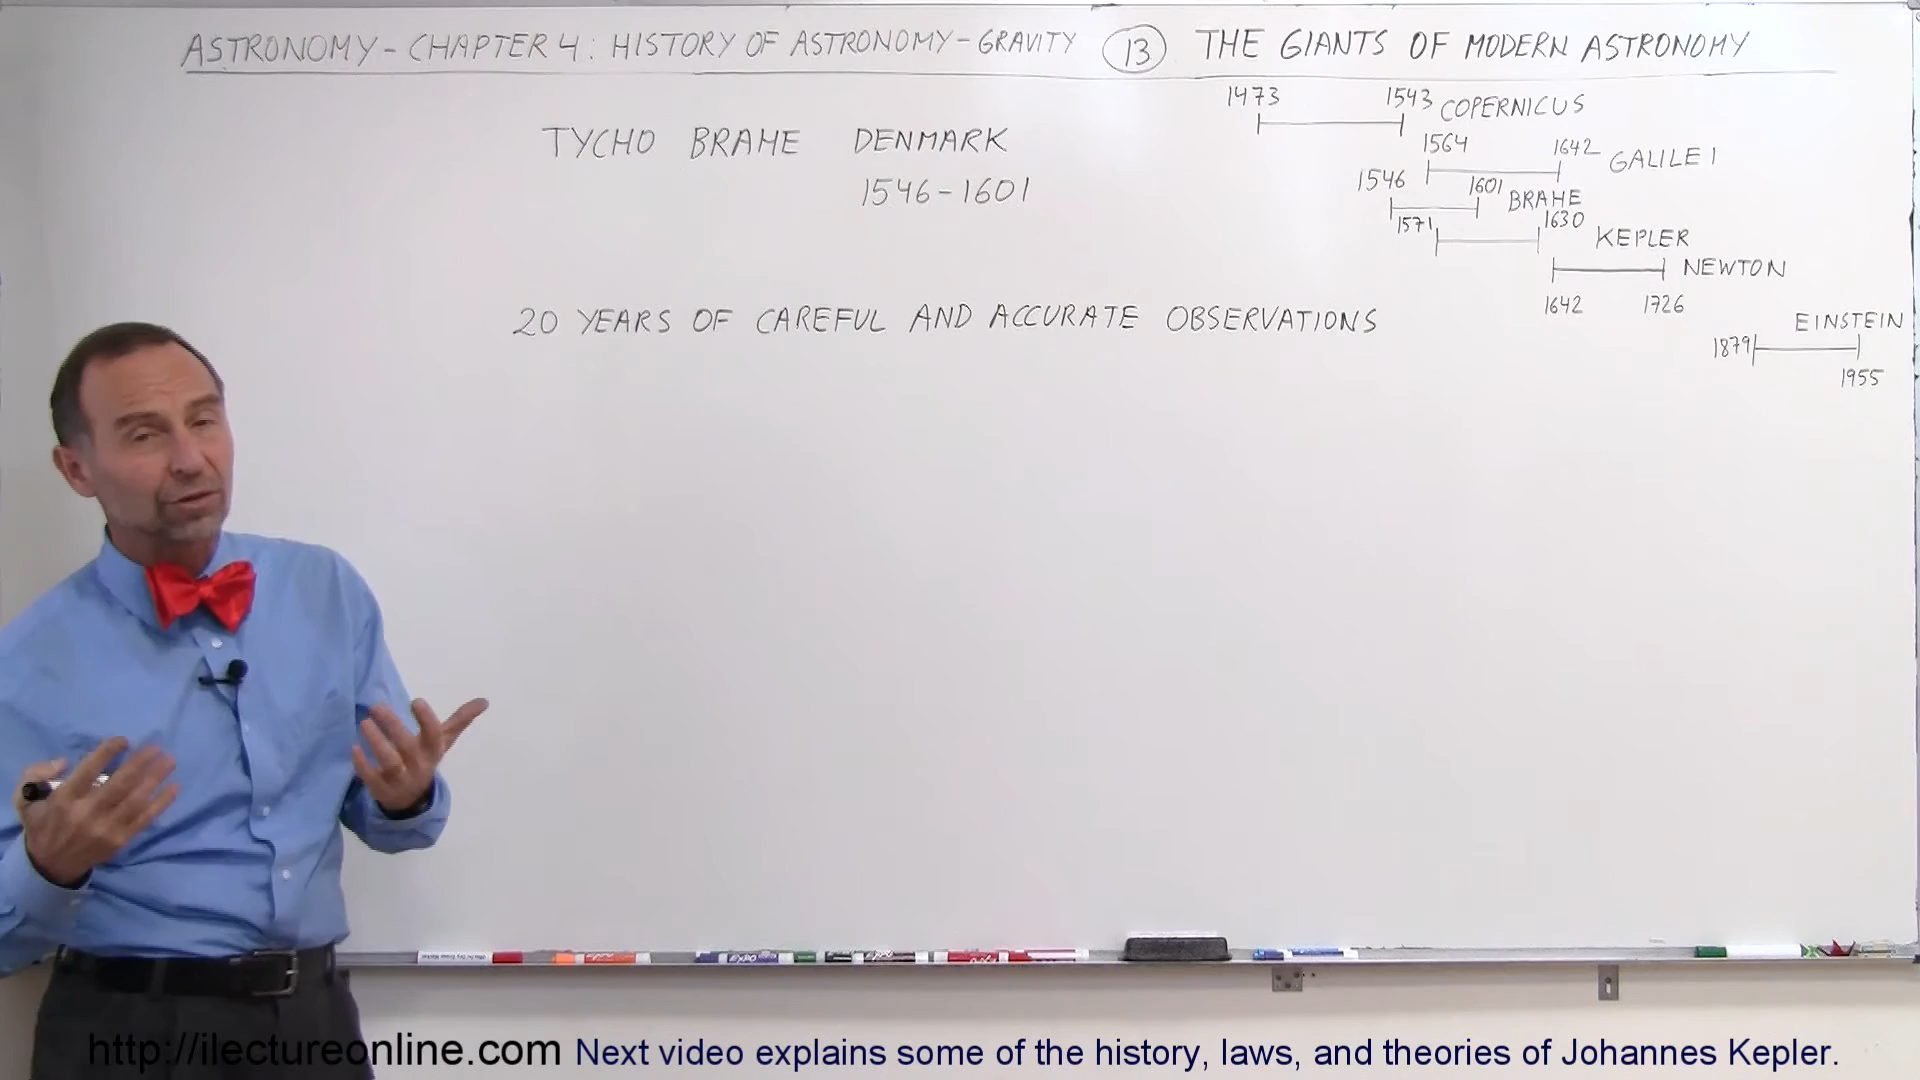 ASTRONOMY - CHAPTER 4: HISTORY OF ASTRONOMY - GRAVITY 13 THE GIANTS OF MODERN ASTRONOMY
1473 1543 COPERNICUS
TYCHO BRAHE DENMARK
1546-1601
1564 1642 GALILEI
1546 1601 BRAHE
1571 1630 KEPLER
NEWTON
1642 1726
20 YEARS OF CAREFUL AND ACCURATE OBSERVATIONS
EINSTEIN
1879
1955
http://ilectureonline.com Next video explains some of the history, laws, and theories of Johannes Kepler.